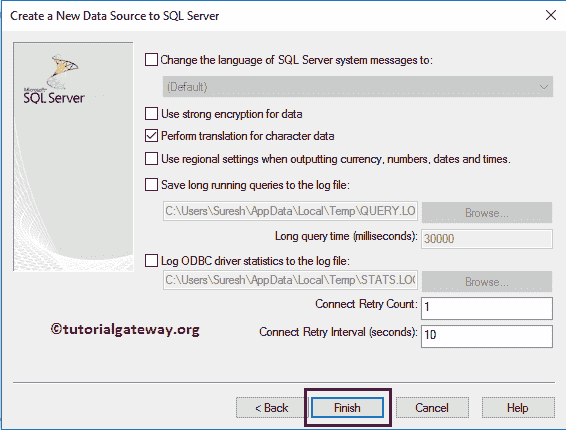 Create a New Data Source to SQL Server
Microsoft
SQL Server
Change the language of SQL Server system messages to:
(Default)
Use strong encryption for data
Perform translation for character data
Use regional settings when outputting currency, numbers, dates and times.
Save long running queries to the log file:
C:\Users\Suresh\AppData\Local\Temp\QUERY.LO Browse...
Long query time (milliseconds): 30000
Log ODBC driver statistics to the log file:
C:\Users\Suresh\AppData\Local\Temp\STATS.LO Browse...
Connect Retry Count: 1
©tutorialgateway.org
Connect Retry Interval (seconds): 10
< Back Finish Cancel Help